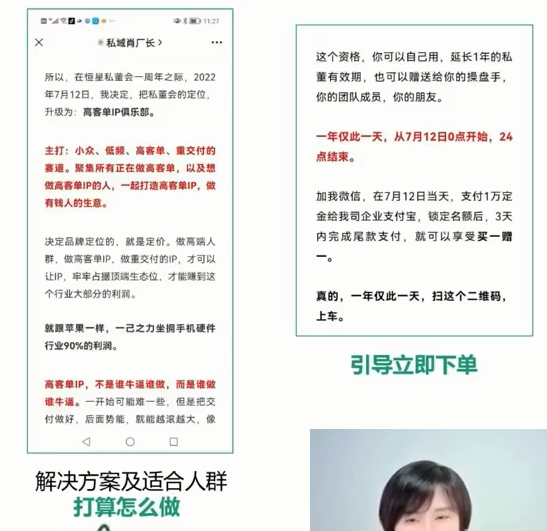 11:27
私域肖厂长
所以，在恒星私董会一周年之际，2022
年7月12日，我决定，把私董会的定位，
升级为：高客单IP俱乐部。
主打：小众、低频、高客单、重交付的
赛道。聚集所有正在做高客单，以及想
做高客单IP的人，一起打造高客单IP，做
有钱人的生意。
决定品牌定位的，就是定价。做高端人
群，做高客单IP，做重交付的IP，才可以
让IP，牢牢占据顶端生态位，才能赚到这
个行业大部分的利润。
就跟苹果一样，一己之力坐拥手机硬件
行业90%的利润。
高客单IP，不是谁牛逼谁做，而是谁做
谁牛逼。一开始可能难一些，但是把交
付做好，后面势能，就能越滚越大，像
解决方案及适合人群
打算怎么做
这个资格，你可以自己用，延长1年的私
董有效期，也可以赠送给你的操盘手，
你的团队成员，你的朋友。
一年仅此一天，从7月12日0点开始，24
点结束。
加我微信，在7月12日当天，支付1万定
金给我司企业支付宝，锁定名额后，3天
内完成尾款支付，就可以享受买一赠
一。
真的，一年仅此一天，扫这个二维码，
上车。
引导立即下单